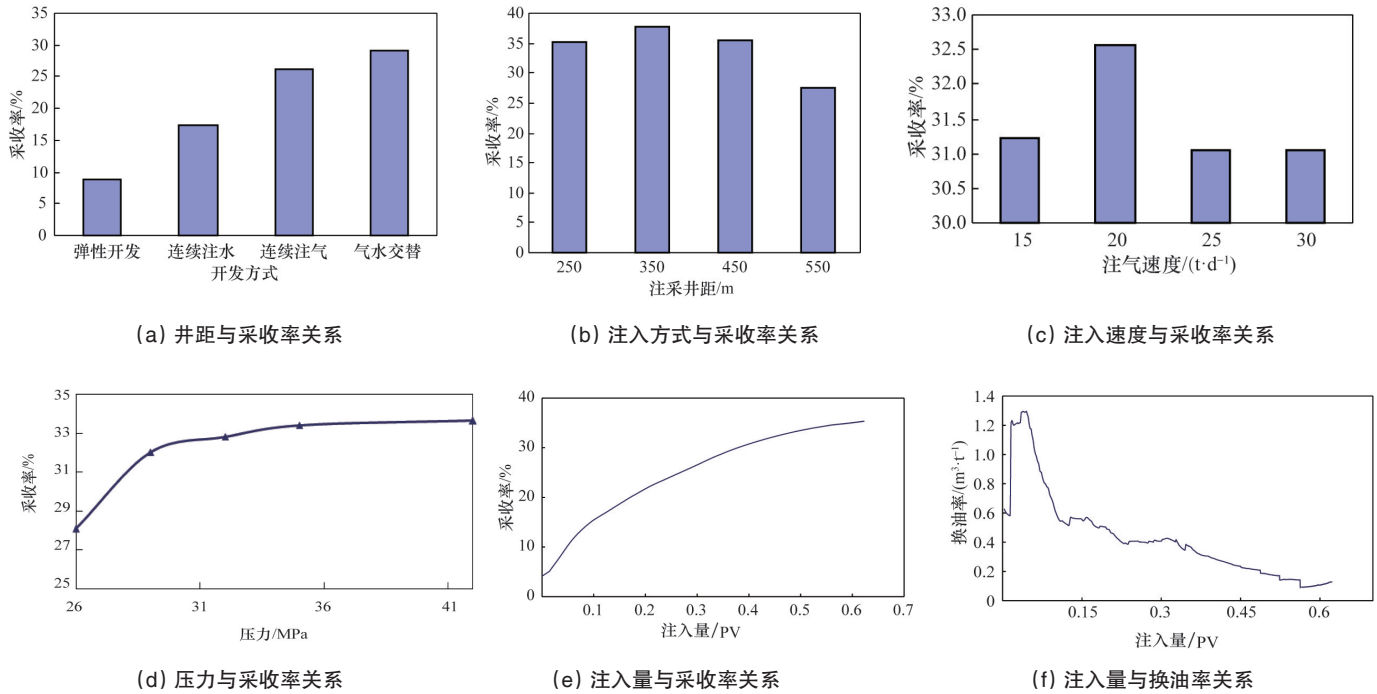 35
30
25
20
15
10
5
0
采收率/%
弹性开发 连续注水 连续注气 气水交替
开发方式
(a) 井距与采收率关系
40
35
30
25
20
40
35
30
0
采收率/%
250 350 450 550
注采井距/m
(b) 注入方式与采收率关系
33.0
32.5
32.0
31.5
31.0
30.5
30.0
采收率/%
15 20 25 30
注气速度/(t·d⁻¹)
(c) 注入速度与采收率关系
35
33
31
29
27
25
采收率/%
26 31 36 41
压力/MPa
(d) 压力与采收率关系
40
30
20
10
0
采收率/%
0.1 0.2 0.3 0.4 0.5 0.6 0.7
注入量/PV
(e) 注入量与采收率关系
1.4
1.2
1.0
0.8
0.6
0.4
0.2
0
换油率/(m³·t⁻¹)
0.15 0.3 0.45 0.6
注入量/PV
(f) 注入量与换油率关系